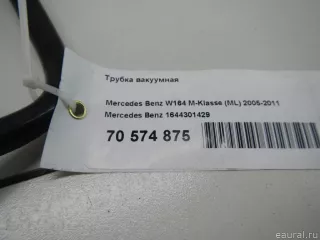 Трубка вакуумная
Mercedes Benz W164 M-Klasse (ML) 2005-2011
Mercedes Benz 1644301429
70 574 875
eaural.ru